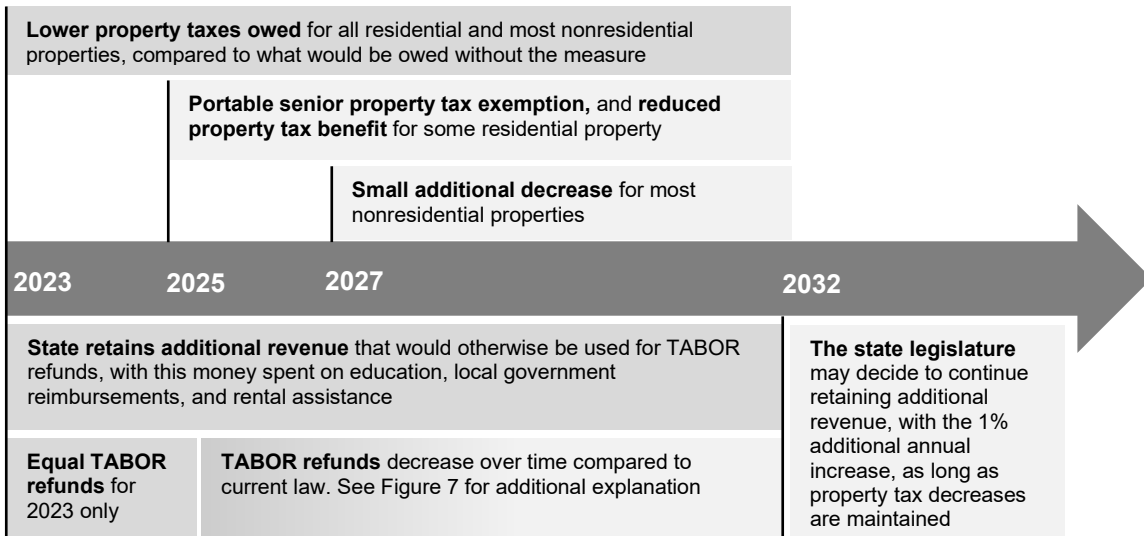 Lower property taxes owed for all residential and most nonresidential
properties, compared to what would be owed without the measure
Portable senior property tax exemption, and reduced
property tax benefit for some residential property
Small additional decrease for most
nonresidential properties
2023
2025
2027
2032
State retains additional revenue that would otherwise be used for TABOR
refunds, with this money spent on education, local government
reimbursements, and rental assistance
Equal TABOR
refunds for
2023 only
TABOR refunds decrease over time compared to
current law. See Figure 7 for additional explanation
The state legislature
may decide to continue
retaining additional
revenue, with the 1%
additional annual
increase, as long as
property tax decreases
are maintained